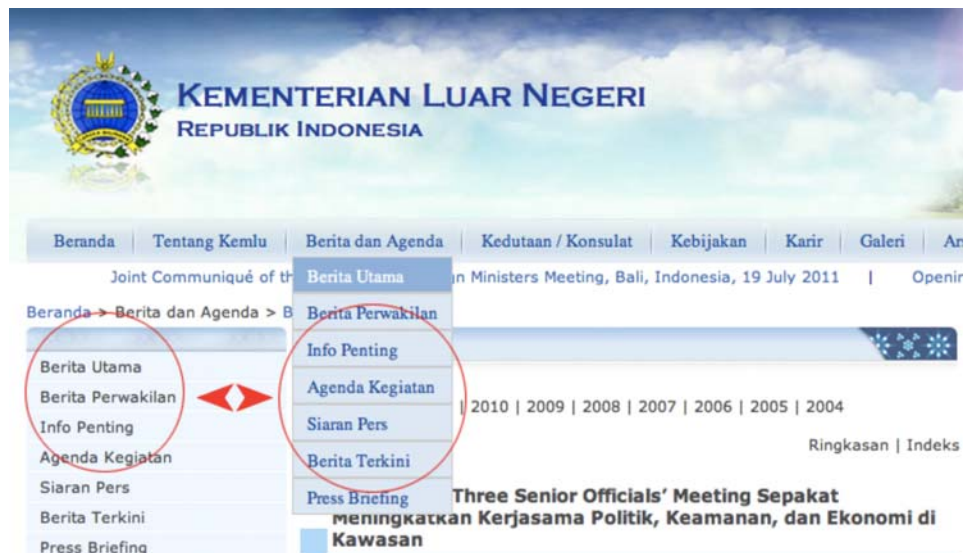 KEMENTERIAN LUAR NEGERI
REPUBLIK INDONESIA
Beranda | Tentang Kemlu | Berita dan Agenda | Kedutaan / Konsulat | Kebijakan | Karir | Galeri
Joint Communiqué of n Ministers Meeting, Bali, Indonesia, 19 July 2011 |
Beranda > Berita dan Agenda >
Berita Utama
Berita Perwakilan
Info Penting
Agenda Kegiatan
Siaran Pers
Berita Terkini
Press Briefing
Berita Utama
Berita Perwakilan
Info Penting
Agenda Kegiatan
Siaran Pers
Berita Terkini
Press Briefing
| 2010 | 2009 | 2008 | 2007 | 2006 | 2005 | 2004
Ringkasan | Indeks
Three Senior Officials’ Meeting Sepakat
Meningkatkan Kerjasama Politik, Keamanan, dan Ekonomi di
Kawasan